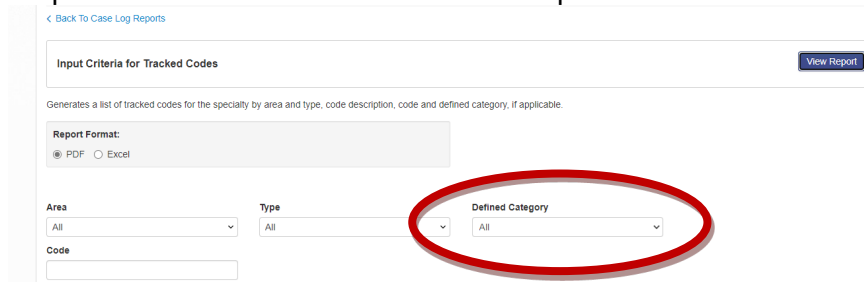 < Back To Case Log Reports
Input Criteria for Tracked Codes
View Report
Generates a list of tracked codes for the specialty by area and type, code description, code and defined category, if applicable.
Report Format:
PDF Excel
Area Type Defined Category
All All All
Code